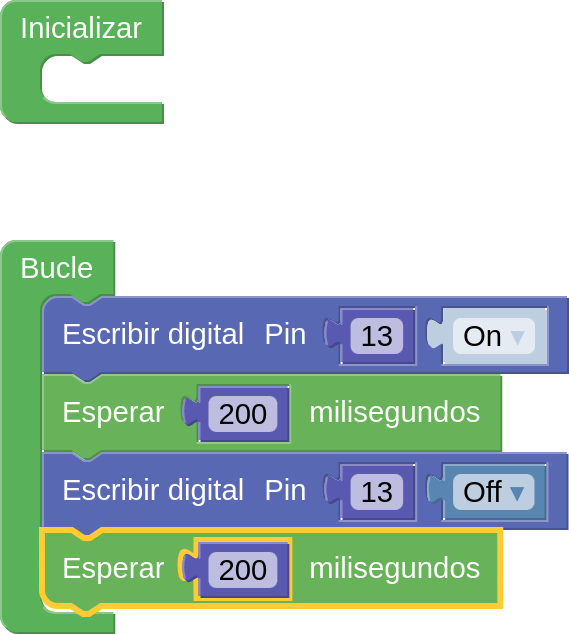 Inicializar
Bucle
Escribir digital Pin 13 On ▾
Esperar 200 milisegundos
Escribir digital Pin 13 Off ▾
Esperar 200 milisegundos